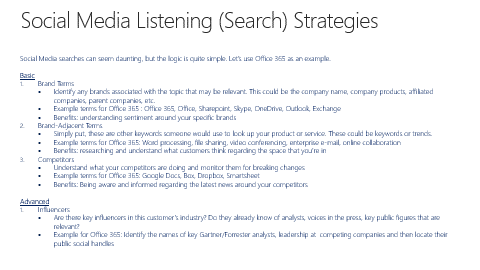 Social Media Listening (Search) Strategies
Social Media searches can seem daunting, but the logic is quite simple. Let's use Office 365 as an example.
Basic
1. Brand Terms
• Identify any brands associated with the topic that may be relevant. This could be the company name, company products, affiliated
companies, parent companies, etc.
• Example terms for Office 365 : Office 365, Office, Sharepoint, Skype, OneDrive, Outlook, Exchange
• Benefits: understanding sentiment around your specific brands
2. Brand-Adjacent Terms
• Simply put, these are other keywords someone would use to look up your product or service. These could be keywords or trends.
• Example terms for Office 365: Word processing, file sharing, video conferencing, enterprise e-mail, online collaboration
• Benefits: researching and understand what customers think regarding the space that you're in
3. Competitors
• Understand what your competitors are doing and monitor them for breaking changes
• Example terms for Office 365: Google Docs, Box, Dropbox, Smartsheet
• Benefits: Being aware and informed regarding the latest news around your competitors
Advanced
1. Influencers
• Are there key influencers in this customer's industry? Do they already know of analysts, voices in the press, key public figures that are
relevant?
• Example for Office 365: Identify the names of key Gartner/Forrester analysts, leadership at competing companies and then locate their
public social handles